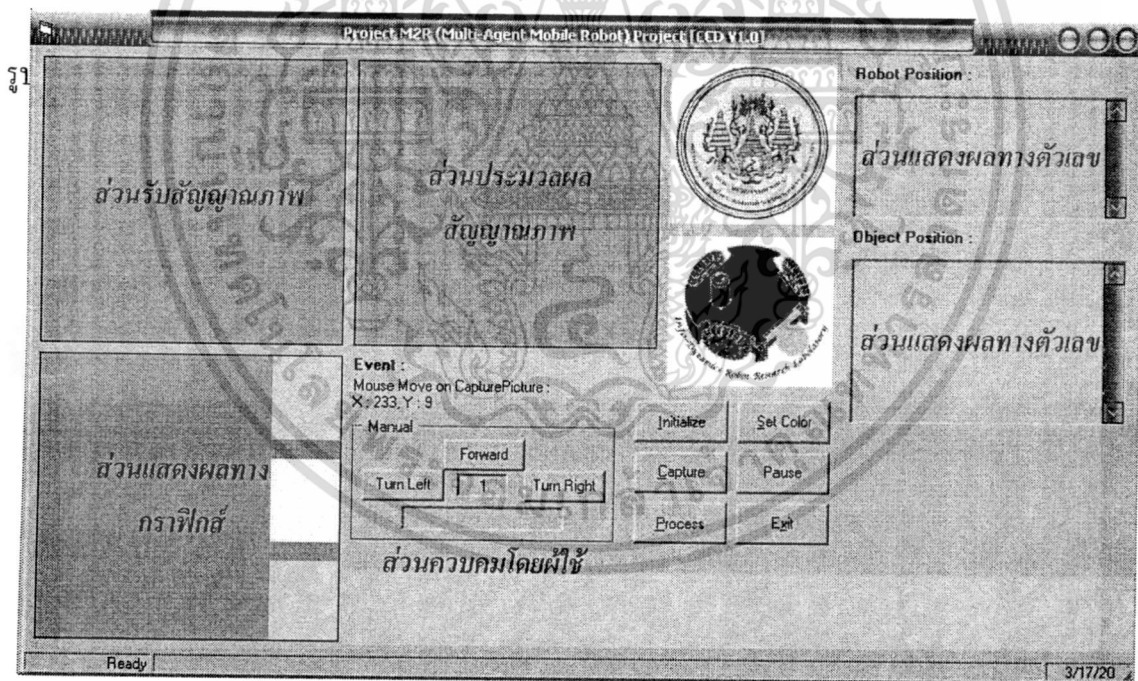 Project M2R (Multi-Agent Mobile Robot) Project [CCD V1.0]
รูป
ส่วนรับสัญญาณภาพ
ส่วนประมวลผล
สัญญาณภาพ
Robot Position :
ส่วนแสดงผลทางตัวเลข
Object Position :
ส่วนแสดงผลทางตัวเลข
ส่วนแสดงผลทาง
กราฟิกส์
Event :
Mouse Move on CapturePicture :
X : 233, Y : 9
Manual
Forward
Turn Left
1
Turn Right
Initialize
Set Color
Capture
Pause
Process
Exit
ส่วนควบคุมโดยผู้ใช้
Ready
3/17/20